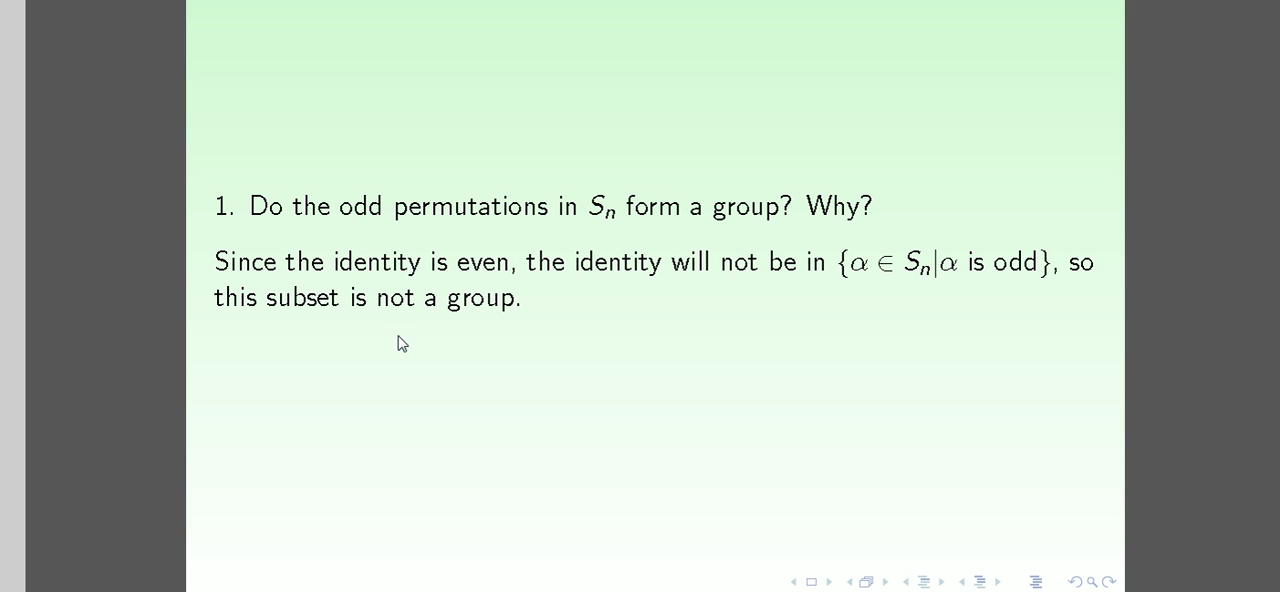 1. Do the odd permutations in Sₙ form a group? Why?
Since the identity is even, the identity will not be in {α ∈ Sₙ|α is odd}, so
this subset is not a group.